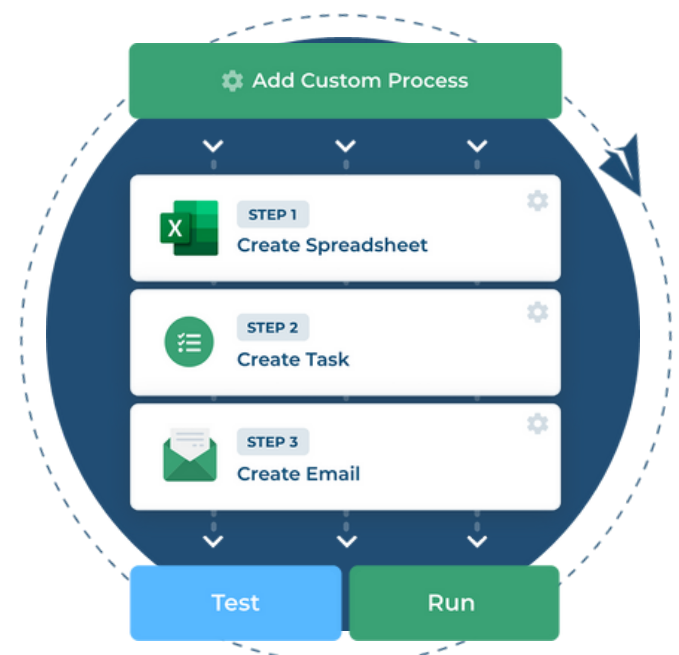 Add Custom Process
X
STEP 1
Create Spreadsheet
STEP 2
Create Task
STEP 3
Create Email
Test
Run